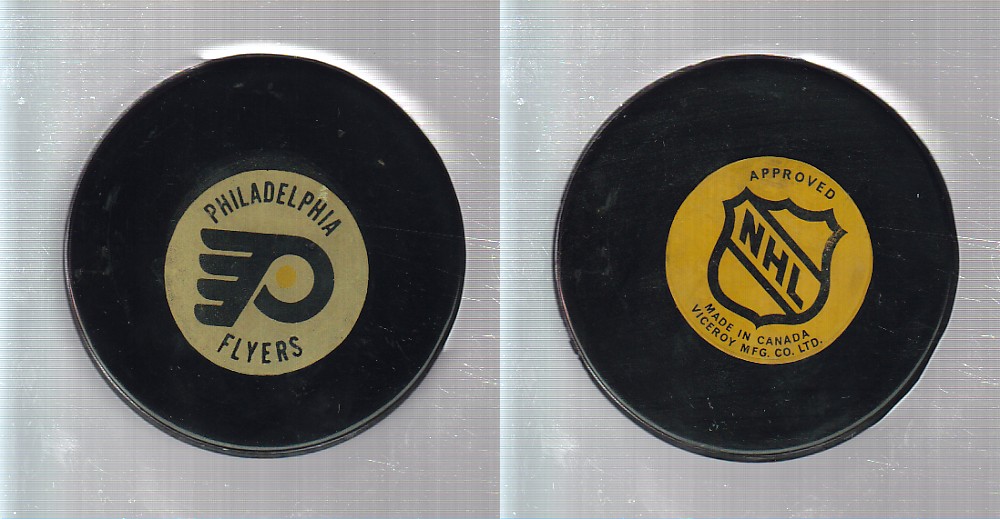 PHILADELPHIA
FLYERS
APPROVED
NHL
MADE IN CANADA
VICEROY MFG. CO. LTD.